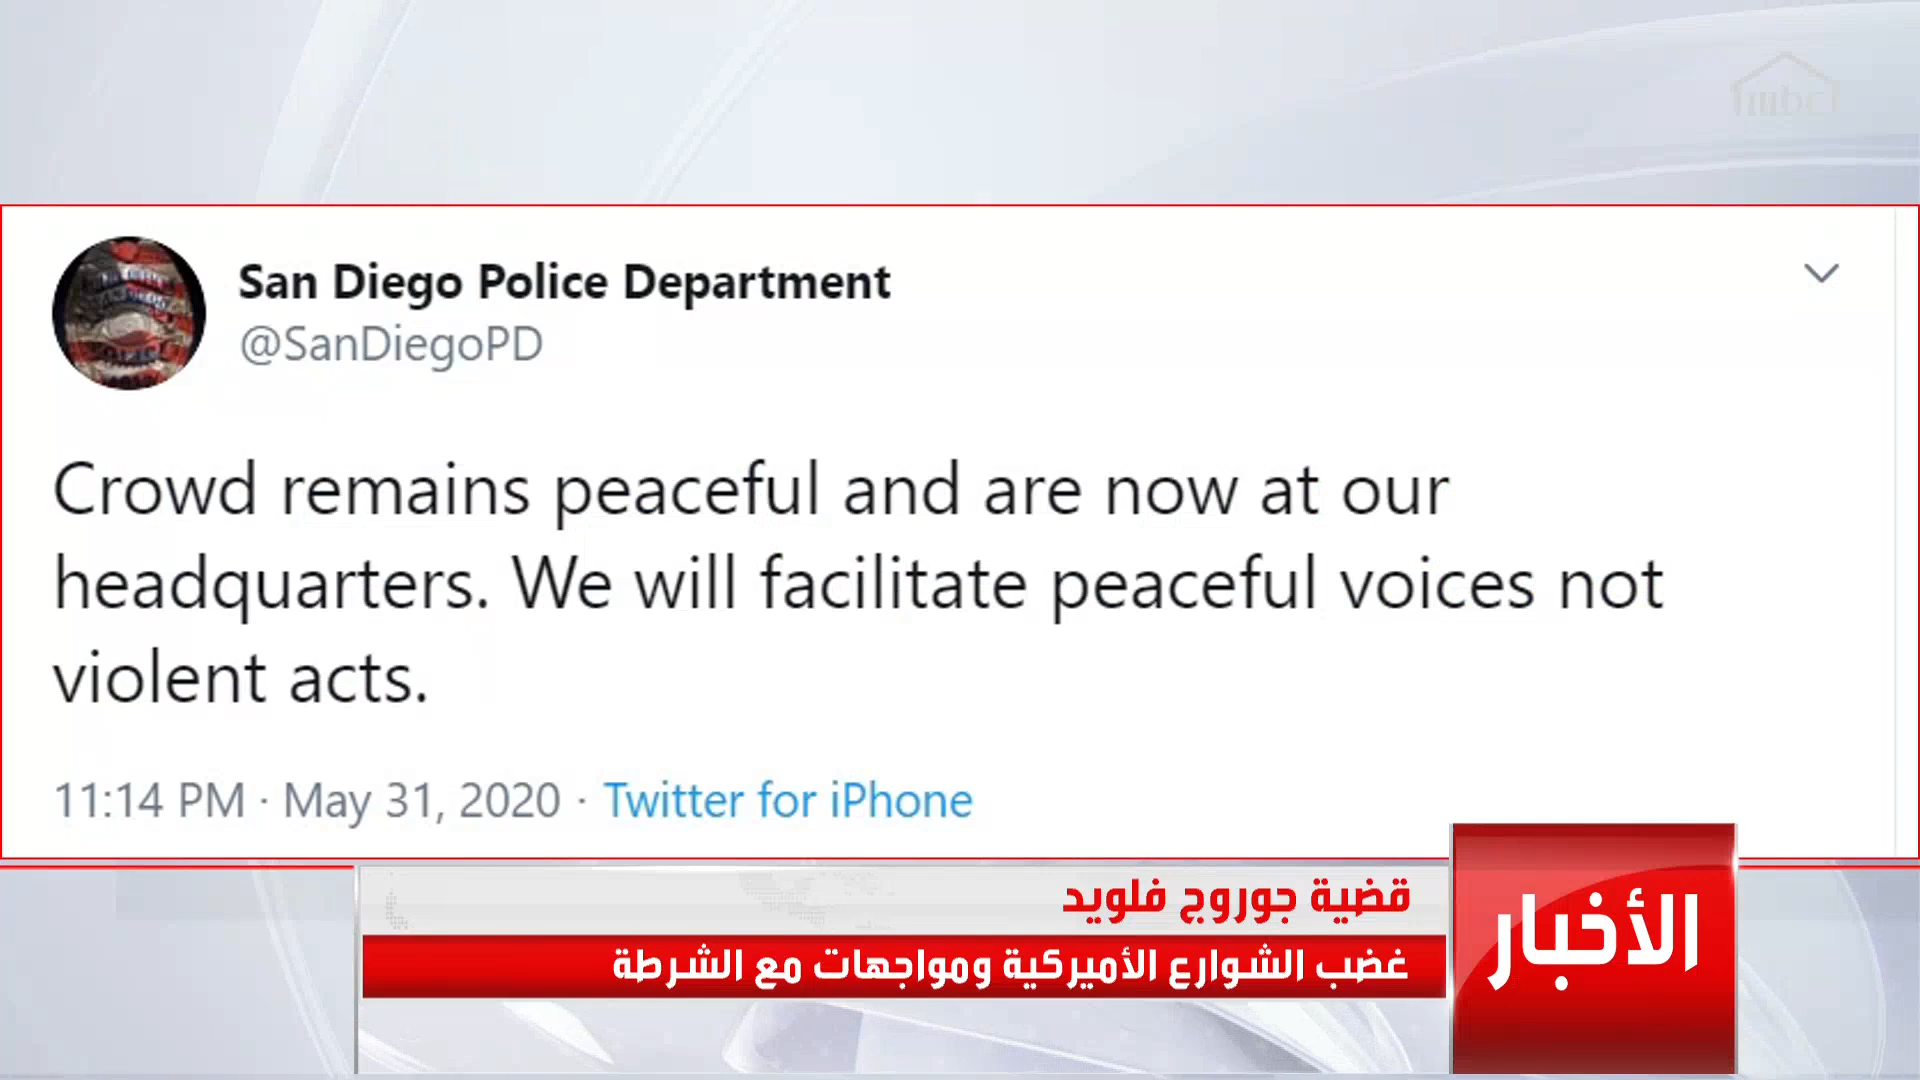 mbc1
San Diego Police Department
@SanDiegoPD
Crowd remains peaceful and are now at our
headquarters. We will facilitate peaceful voices not
violent acts.
11:14 PM · May 31, 2020 · Twitter for iPhone
قضية جوروج فلويد
غضب الشوارع الأميركية ومواجهات مع الشرطة
الأخبار